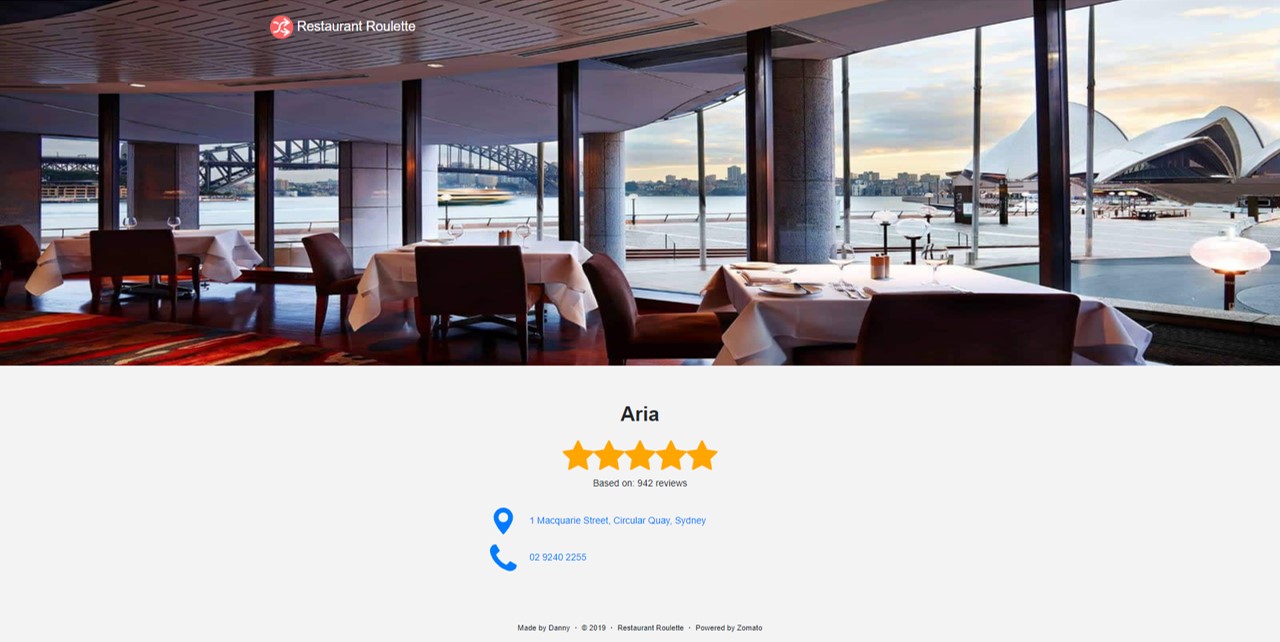 Restaurant Roulette
Aria
Based on: 942 reviews
1 Macquarie Street, Circular Quay, Sydney
02 9240 2255
Made by Danny · © 2019 · Restaurant Roulette · Powered by Zomato